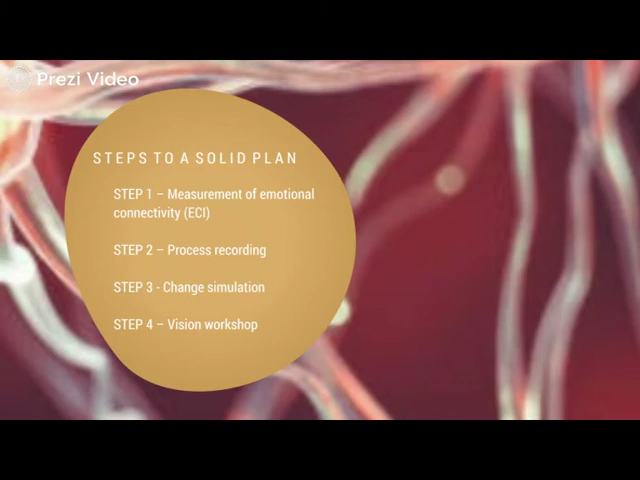 Prezi Video
STEPS TO A SOLID PLAN
STEP 1 – Measurement of emotional
connectivity (ECI)
STEP 2 – Process recording
STEP 3 - Change simulation
STEP 4 – Vision workshop